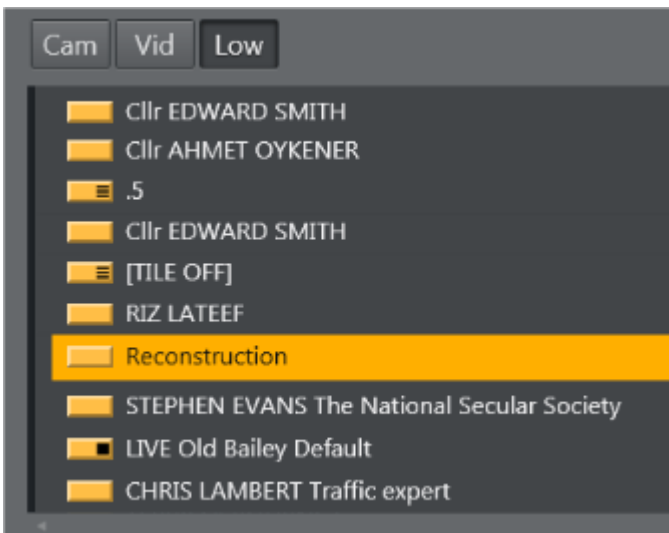 Cam Vid Low
Cllr EDWARD SMITH
Cllr AHMET OYKENER
.5
Cllr EDWARD SMITH
[TILE OFF]
RIZ LATEEF
Reconstruction
STEPHEN EVANS The National Secular Society
LIVE Old Bailey Default
CHRIS LAMBERT Traffic expert